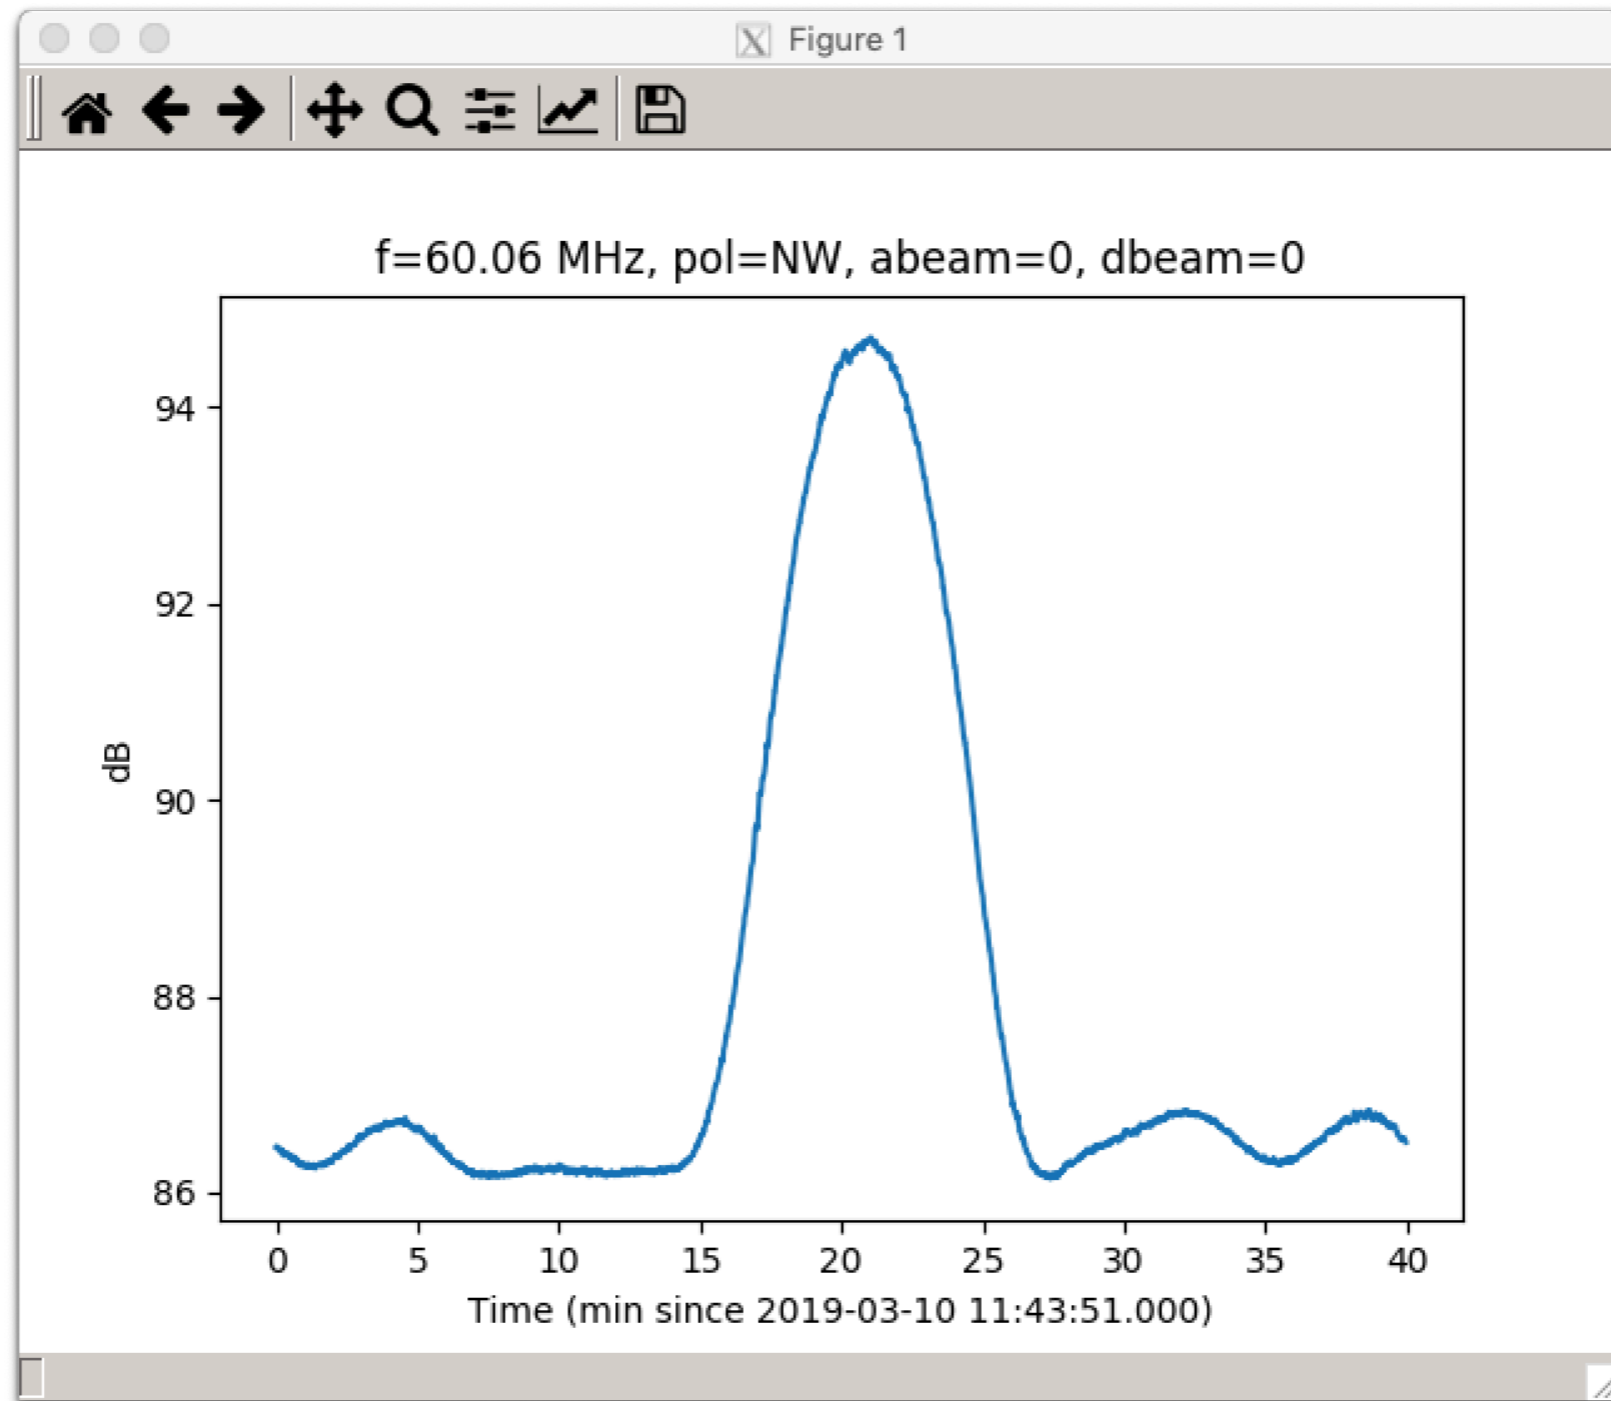 Figure 1
f=60.06 MHz, pol=NW, abeam=0, dbeam=0
94
92
90
88
86
dB
0 5 10 15 20 25 30 35 40
Time (min since 2019-03-10 11:43:51.000)